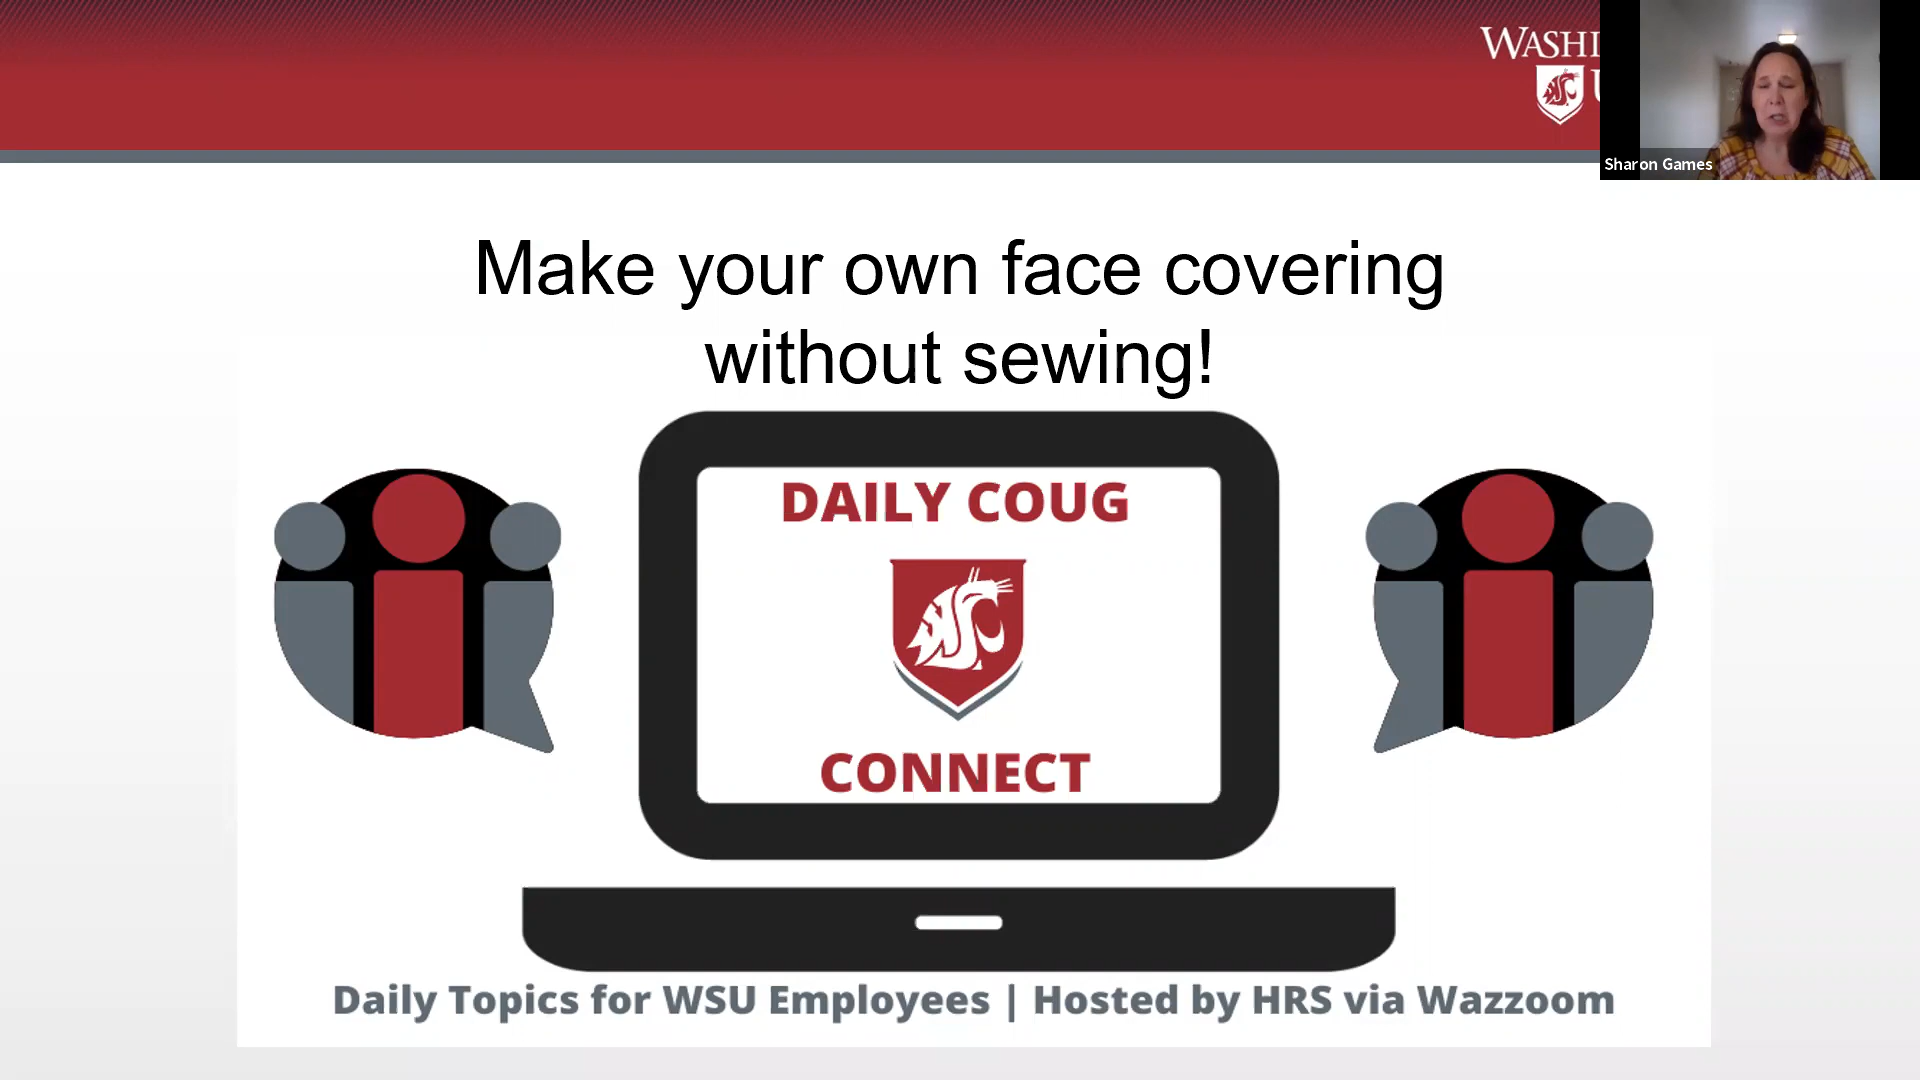 WASHI
U
Sharon Games
Make your own face covering
without sewing!
DAILY COUG
CONNECT
Daily Topics for WSU Employees | Hosted by HRS via Wazzoom